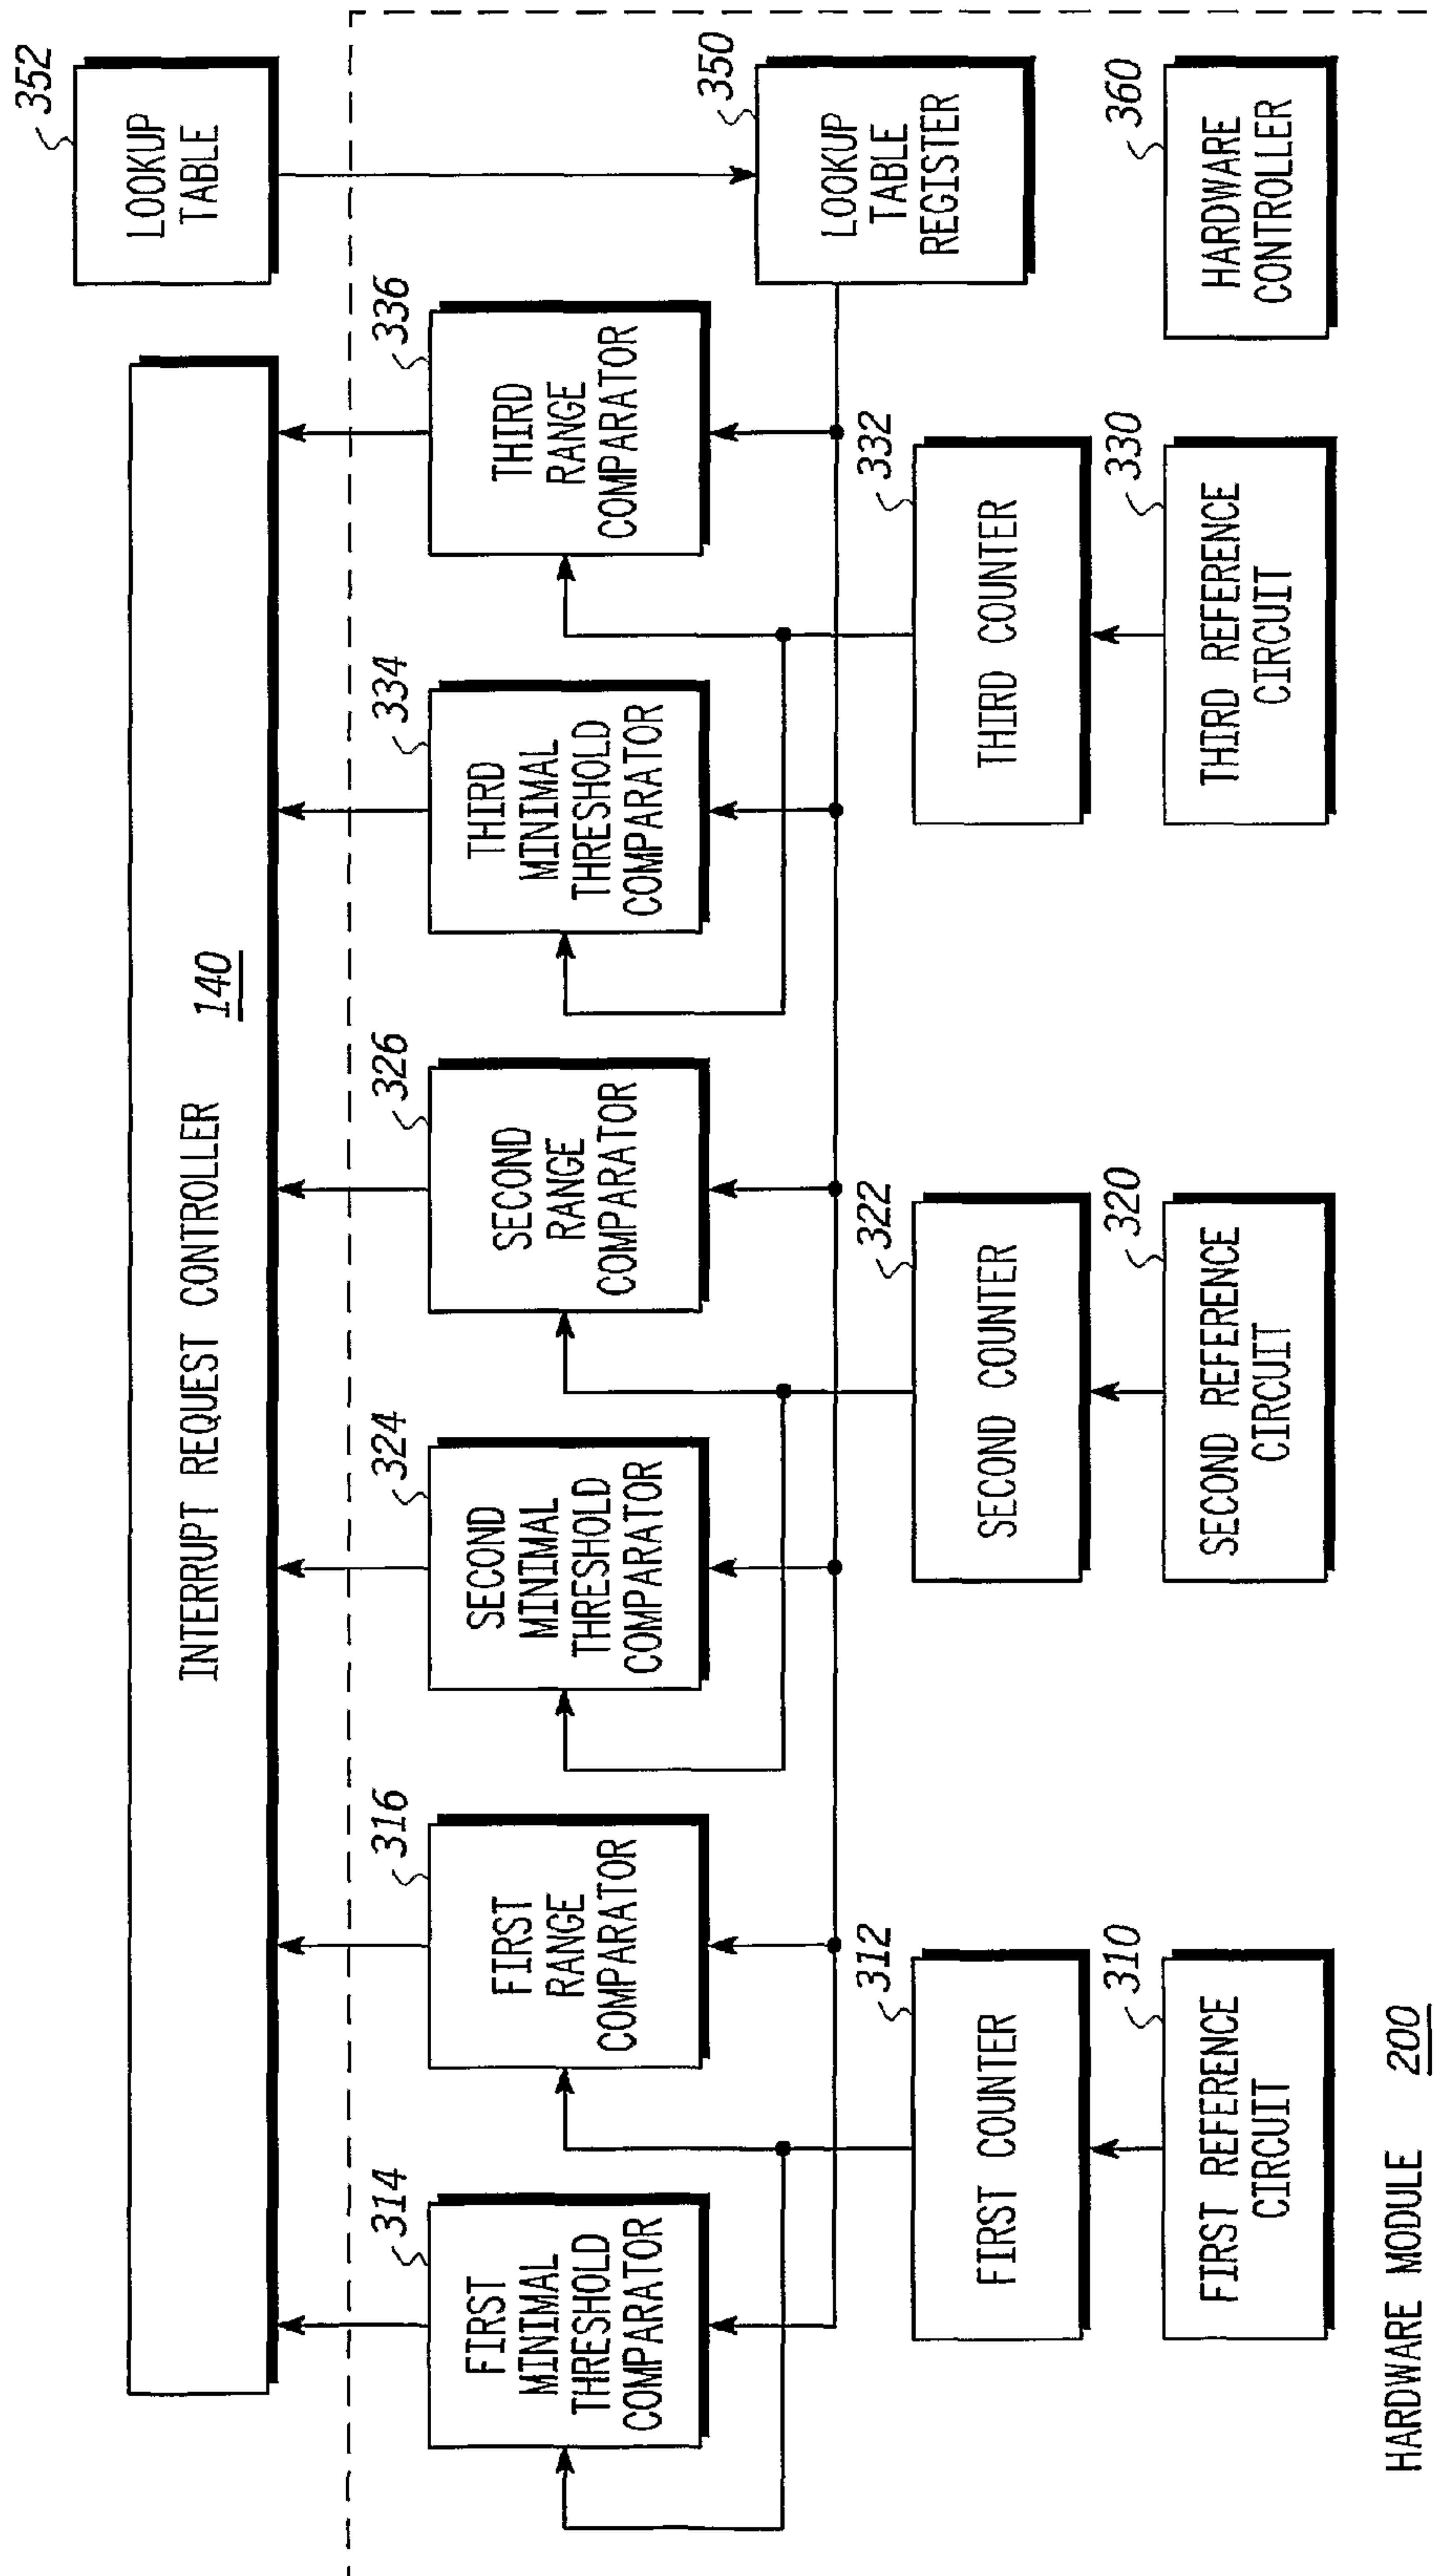 352
LOOKUP
TABLE
INTERRUPT REQUEST CONTROLLER
140
314
FIRST
MINIMAL
THRESHOLD
COMPARATOR
316
FIRST
RANGE
COMPARATOR
324
SECOND
MINIMAL
THRESHOLD
COMPARATOR
326
SECOND
RANGE
COMPARATOR
334
THIRD
MINIMAL
THRESHOLD
COMPARATOR
336
THIRD
RANGE
COMPARATOR
350
LOOKUP
TABLE
REGISTER
312
FIRST COUNTER
322
SECOND COUNTER
332
THIRD COUNTER
310
FIRST REFERENCE
CIRCUIT
320
SECOND REFERENCE
CIRCUIT
330
THIRD REFERENCE
CIRCUIT
360
HARDWARE
CONTROLLER
HARDWARE MODULE 200